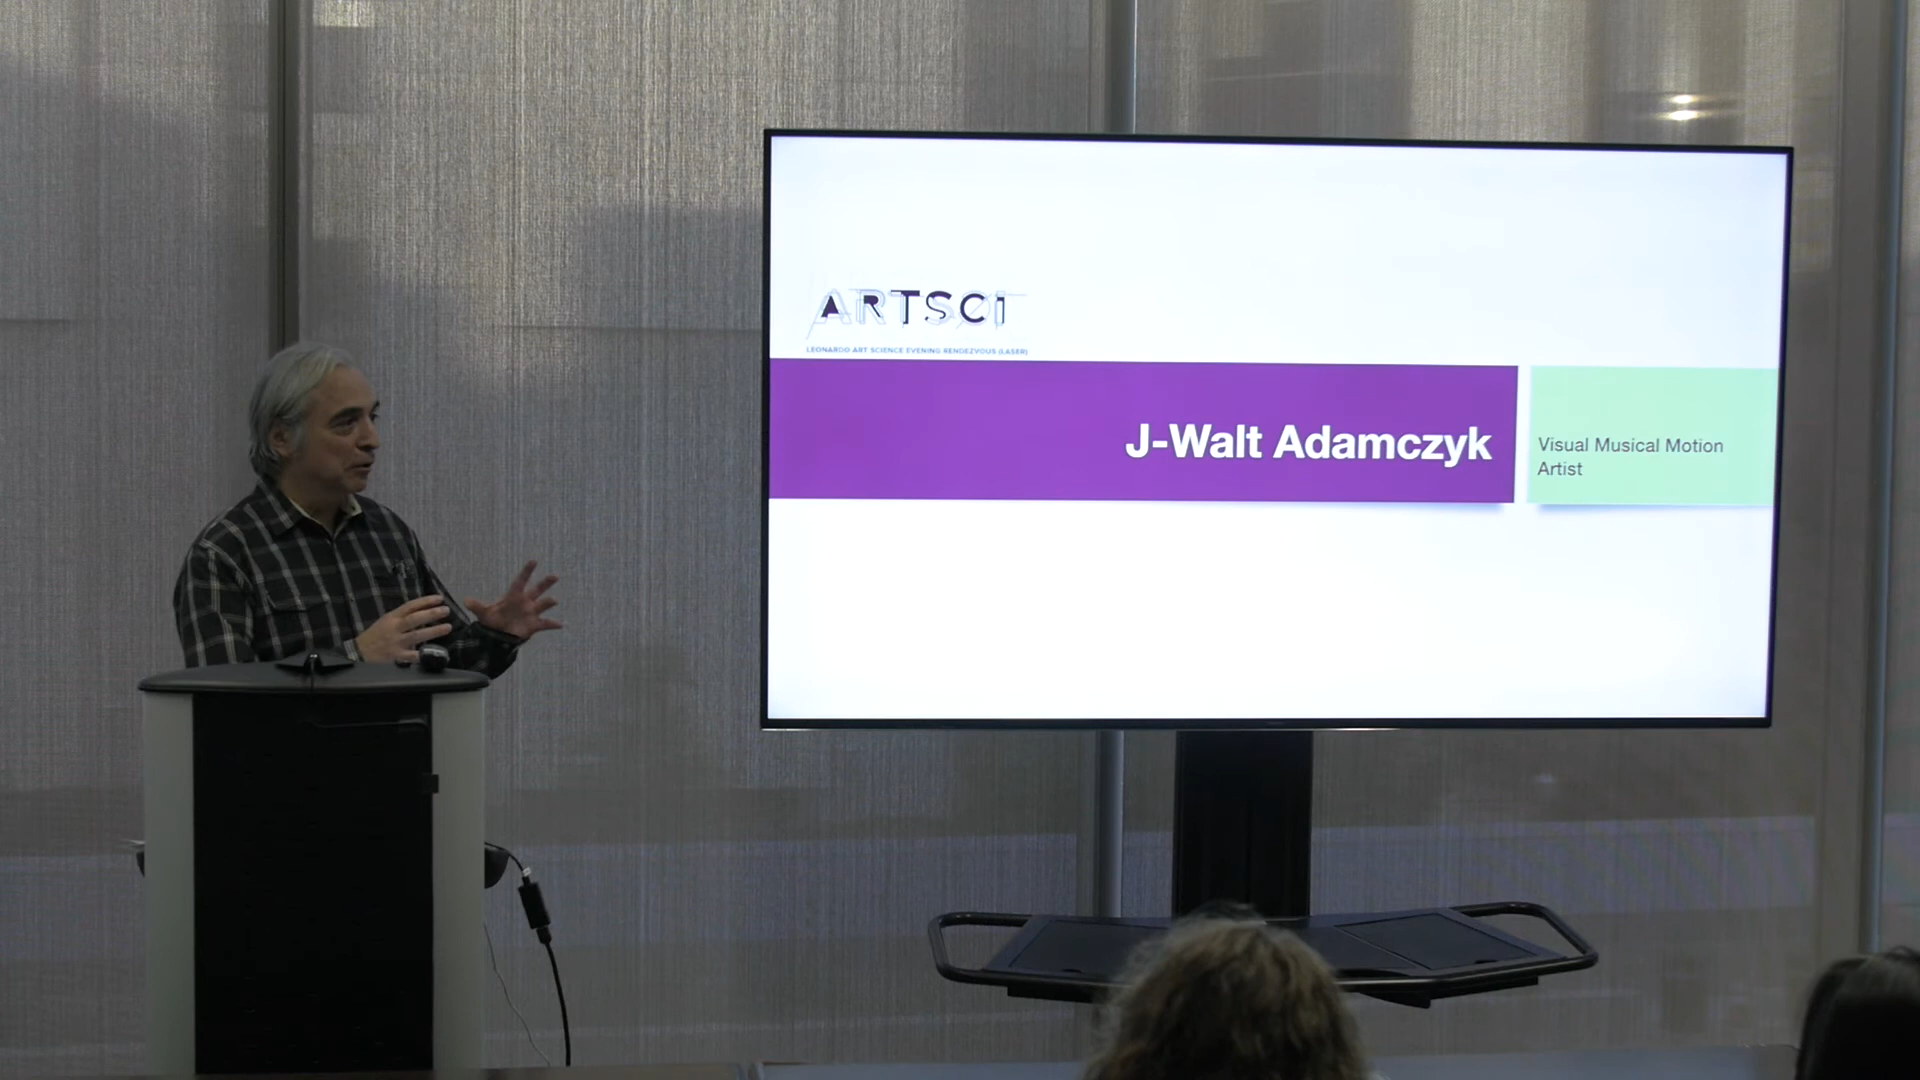 ARTSCI
LEONARDO ART SCIENCE EVENING RENDEZVOUS (LASER)
J-Walt Adamczyk
Visual Musical Motion
Artist